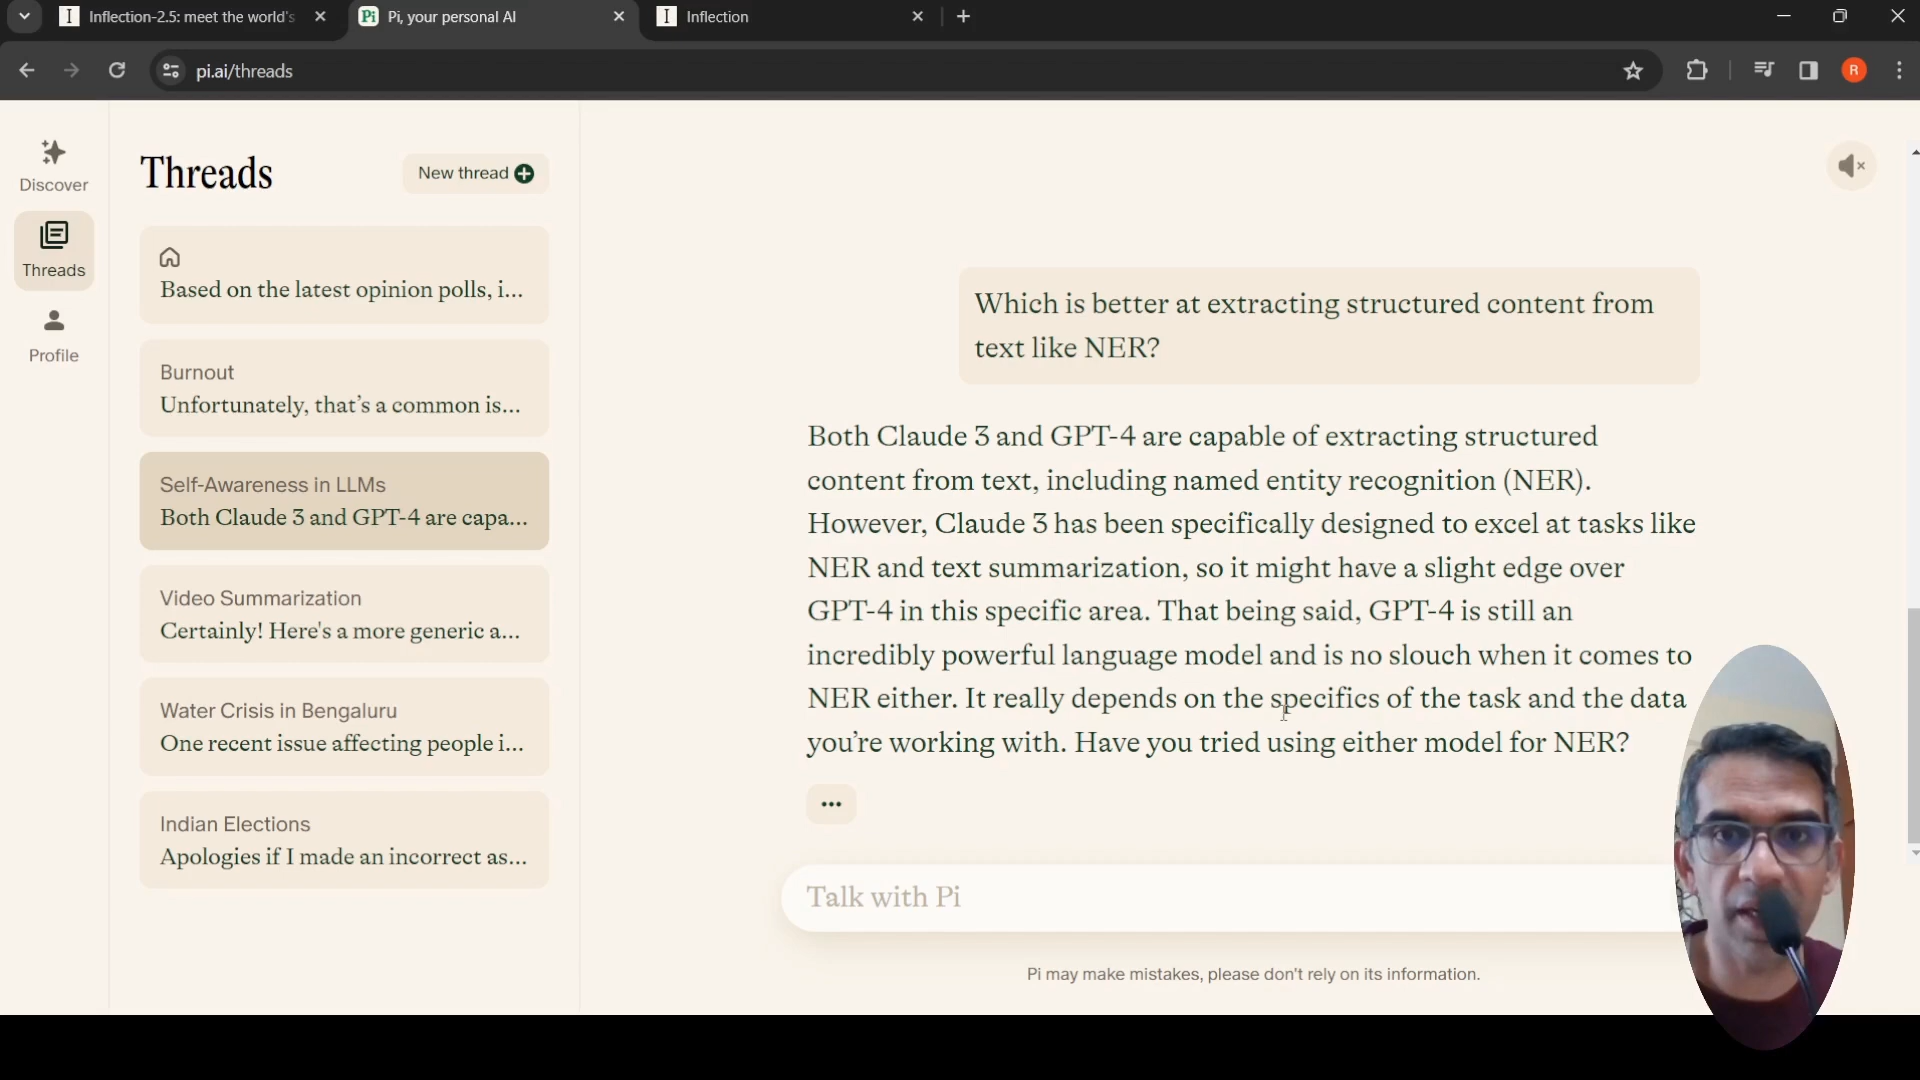 Inflection-2.5: meet the world's
Pi
Pi, your personal AI
Inflection
pi.ai/threads
R
Discover
Threads
Profile
Threads
New thread
Based on the latest opinion polls, i...
Burnout
Unfortunately, that's a common is...
Self-Awareness in LLMs
Both Claude 3 and GPT-4 are capa...
Video Summarization
Certainly! Here's a more generic a...
Water Crisis in Bengaluru
One recent issue affecting people i...
Indian Elections
Apologies if I made an incorrect as...
Which is better at extracting structured content from
text like NER?
Both Claude 3 and GPT-4 are capable of extracting structured
content from text, including named entity recognition (NER).
However, Claude 3 has been specifically designed to excel at tasks like
NER and text summarization, so it might have a slight edge over
GPT-4 in this specific area. That being said, GPT-4 is still an
incredibly powerful language model and is no slouch when it comes to
NER either. It really depends on the specifics of the task and the data
you're working with. Have you tried using either model for NER?
Talk with Pi
Pi may make mistakes, please don't rely on its information.